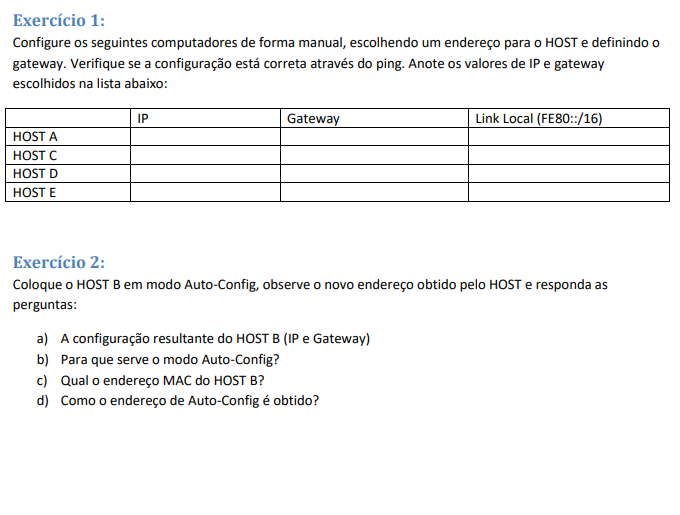 Exercício 1:
Configure os seguintes computadores de forma manual, escolhendo um endereço para o HOST e definindo o
gateway. Verifique se a configuração está correta através do ping. Anote os valores de IP e gateway
escolhidos na lista abaixo:
IP Gateway Link Local (FE80::/16)
HOST A
HOST C
HOST D
HOST E
Exercício 2:
Coloque o HOST B em modo Auto-Config, observe o novo endereço obtido pelo HOST e responda as
perguntas:
a) A configuração resultante do HOST B (IP e Gateway)
b) Para que serve o modo Auto-Config?
c) Qual o endereço MAC do HOST B?
d) Como o endereço de Auto-Config é obtido?